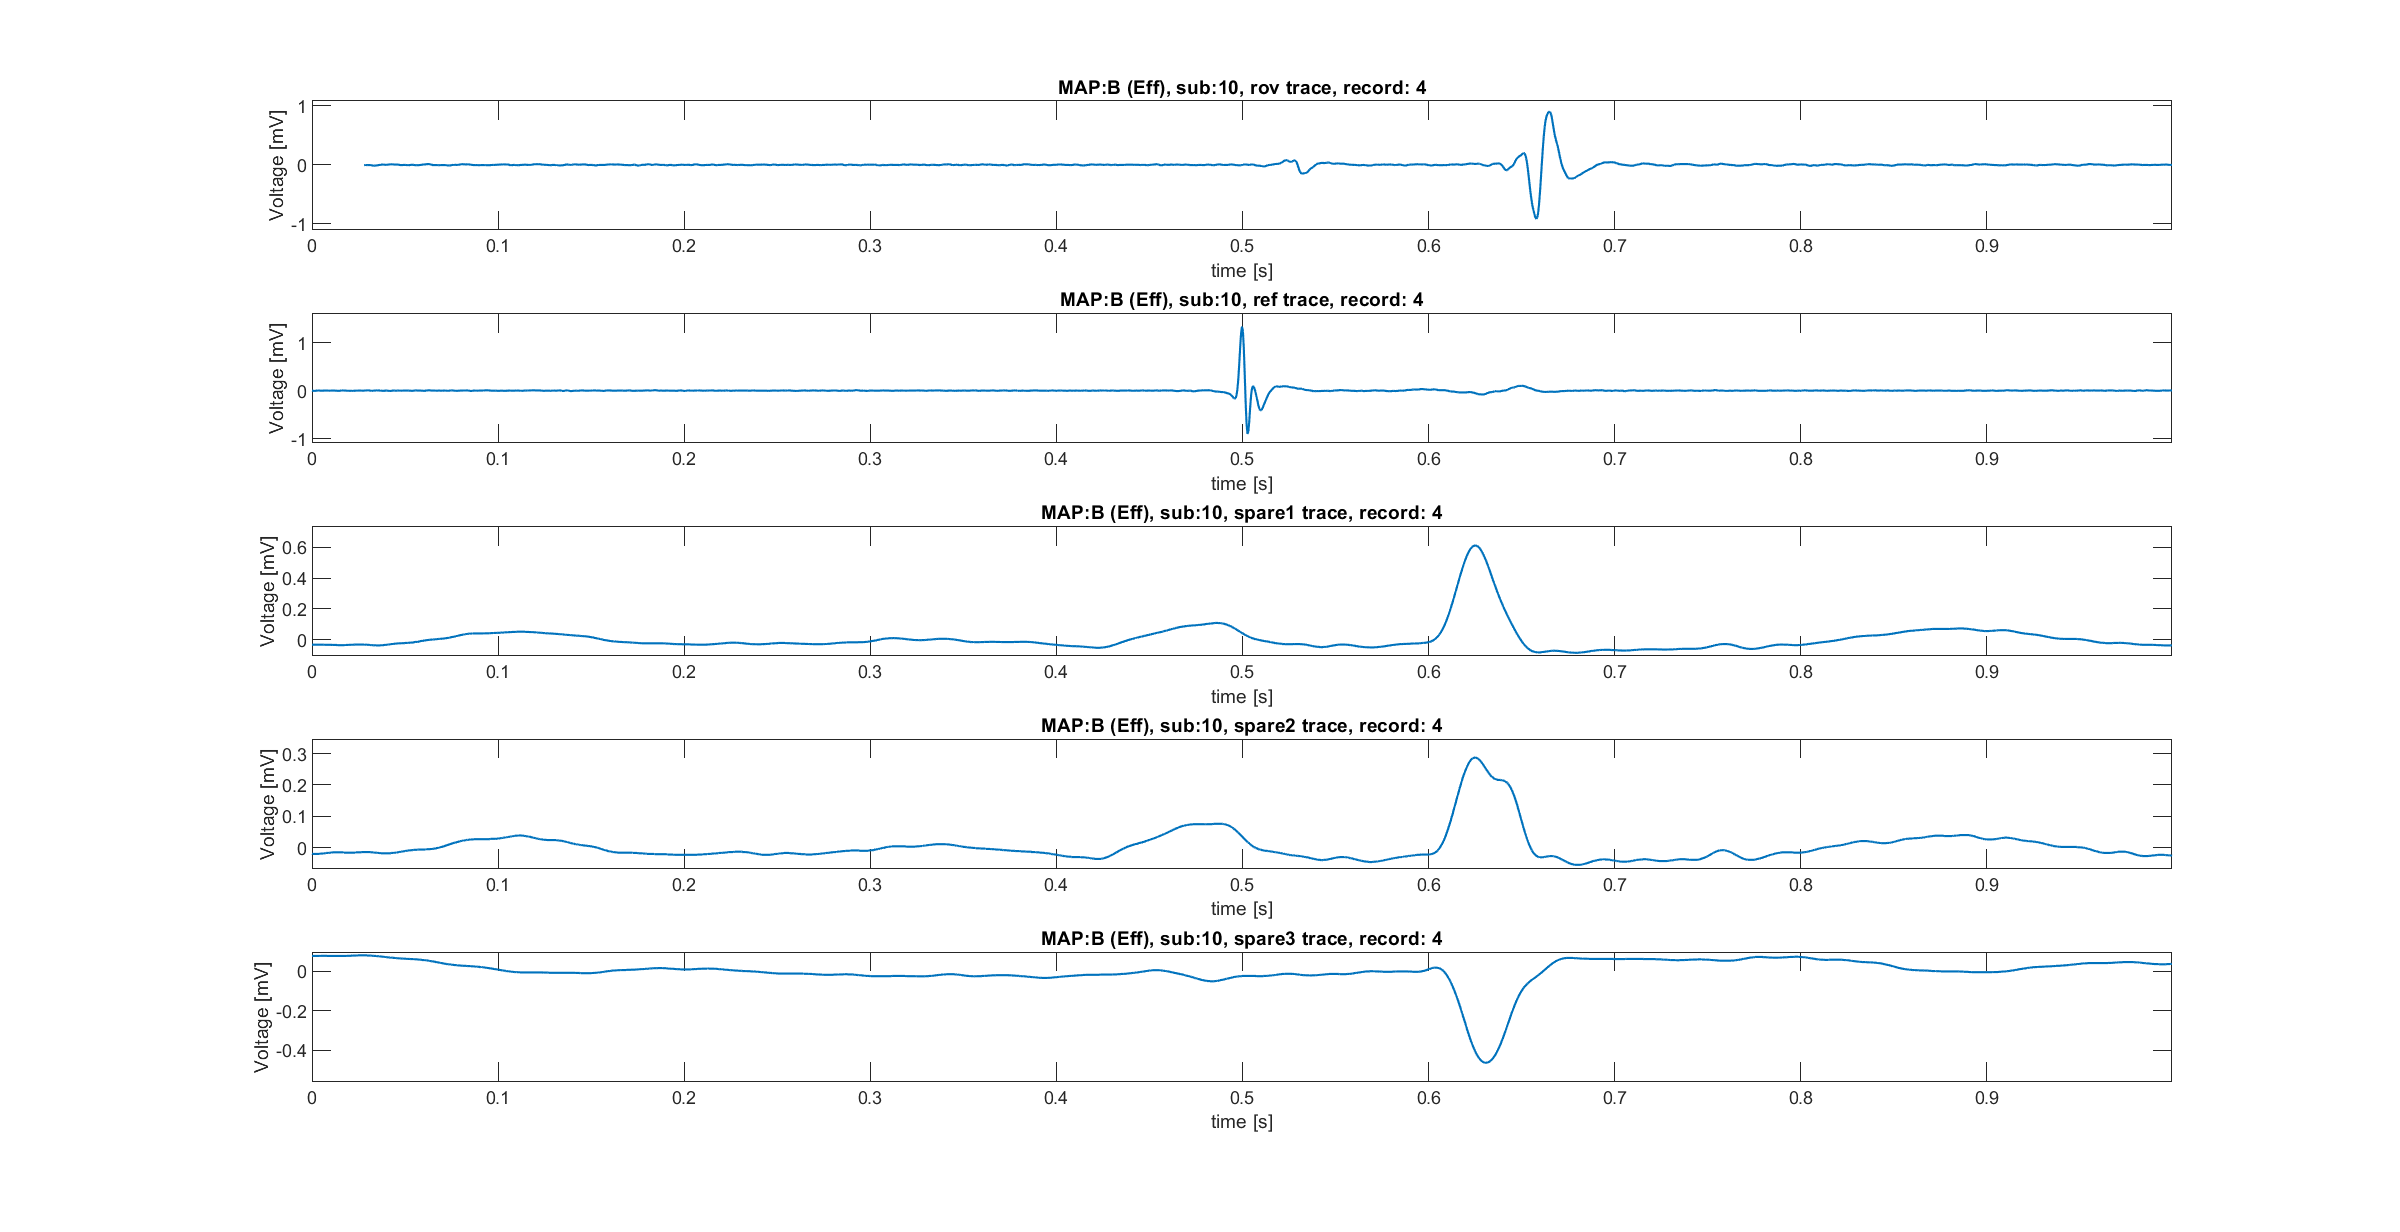 MAP:B (Eff), sub:10, rov trace, record: 4
Voltage [mV]
1
0
-1
0 0.1 0.2 0.3 0.4 0.5 0.6 0.7 0.8 0.9
time [s]
MAP:B (Eff), sub:10, ref trace, record: 4
Voltage [mV]
1
0
-1
0 0.1 0.2 0.3 0.4 0.5 0.6 0.7 0.8 0.9
time [s]
MAP:B (Eff), sub:10, spare1 trace, record: 4
Voltage [mV]
0.6
0.4
0.2
0
0 0.1 0.2 0.3 0.4 0.5 0.6 0.7 0.8 0.9
time [s]
MAP:B (Eff), sub:10, spare2 trace, record: 4
Voltage [mV]
0.3
0.2
0.1
0
0 0.1 0.2 0.3 0.4 0.5 0.6 0.7 0.8 0.9
time [s]
MAP:B (Eff), sub:10, spare3 trace, record: 4
Voltage [mV]
0
-0.2
-0.4
0 0.1 0.2 0.3 0.4 0.5 0.6 0.7 0.8 0.9
time [s]